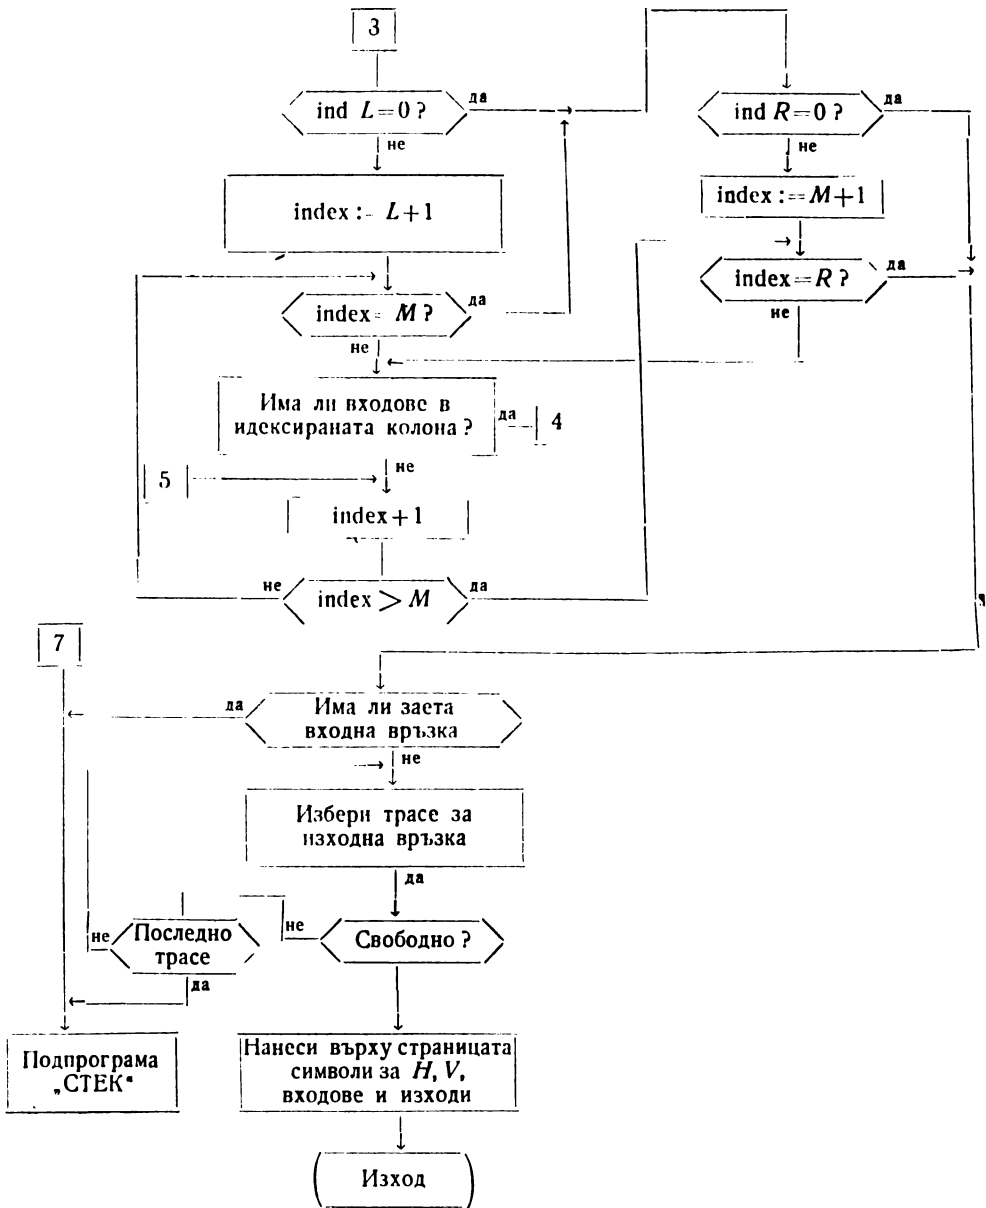 3
ind L=0 ?
да
не
ind R=0 ?
да
не
index :- L+1
index :=M+1
index= M ?
да
не
index=R ?
да
не
Има ли входове в
идексираната колона ?
да
4
не
5
index+1
не
index > M
да
7
да
Има ли заета
входна връзка
не
Избери трасе за
изходна връзка
да
не
Последно
трасе
не
Свободно ?
да
Подпрограма
„СТЕК“
Нанеси върху страницата
символи за H, V,
входове и изходи
Изход